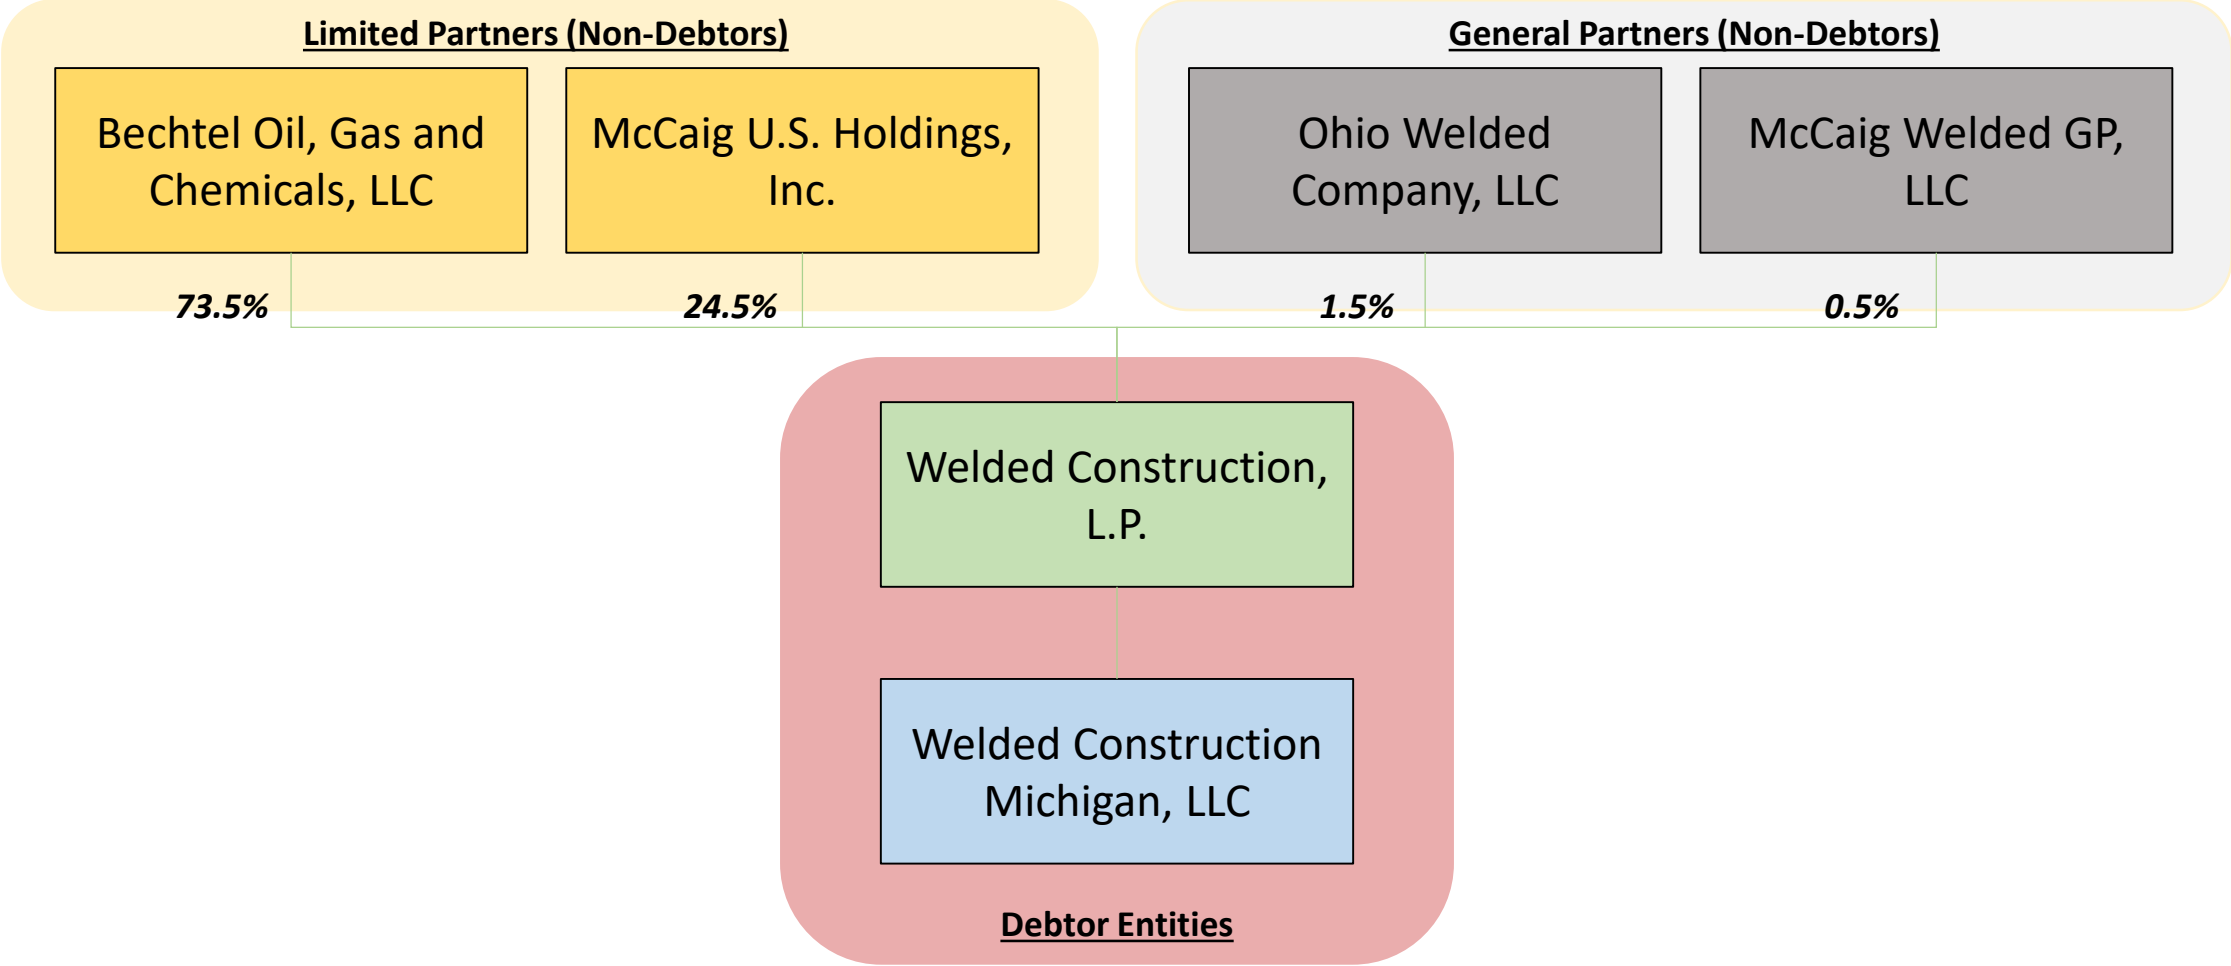 Limited Partners (Non-Debtors)
Bechtel Oil, Gas and
Chemicals, LLC
McCaig U.S. Holdings,
Inc.
General Partners (Non-Debtors)
Ohio Welded
Company, LLC
McCaig Welded GP,
LLC
73.5%
24.5%
1.5%
0.5%
Welded Construction,
L.P.
Welded Construction
Michigan, LLC
Debtor Entities